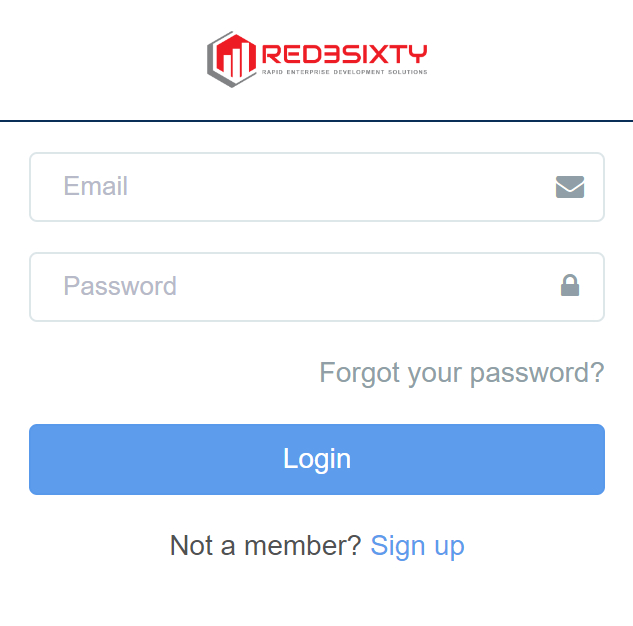 RED3SIXTY
RAPID ENTERPRISE DEVELOPMENT SOLUTIONS
Email
Password
Forgot your password?
Login
Not a member? Sign up